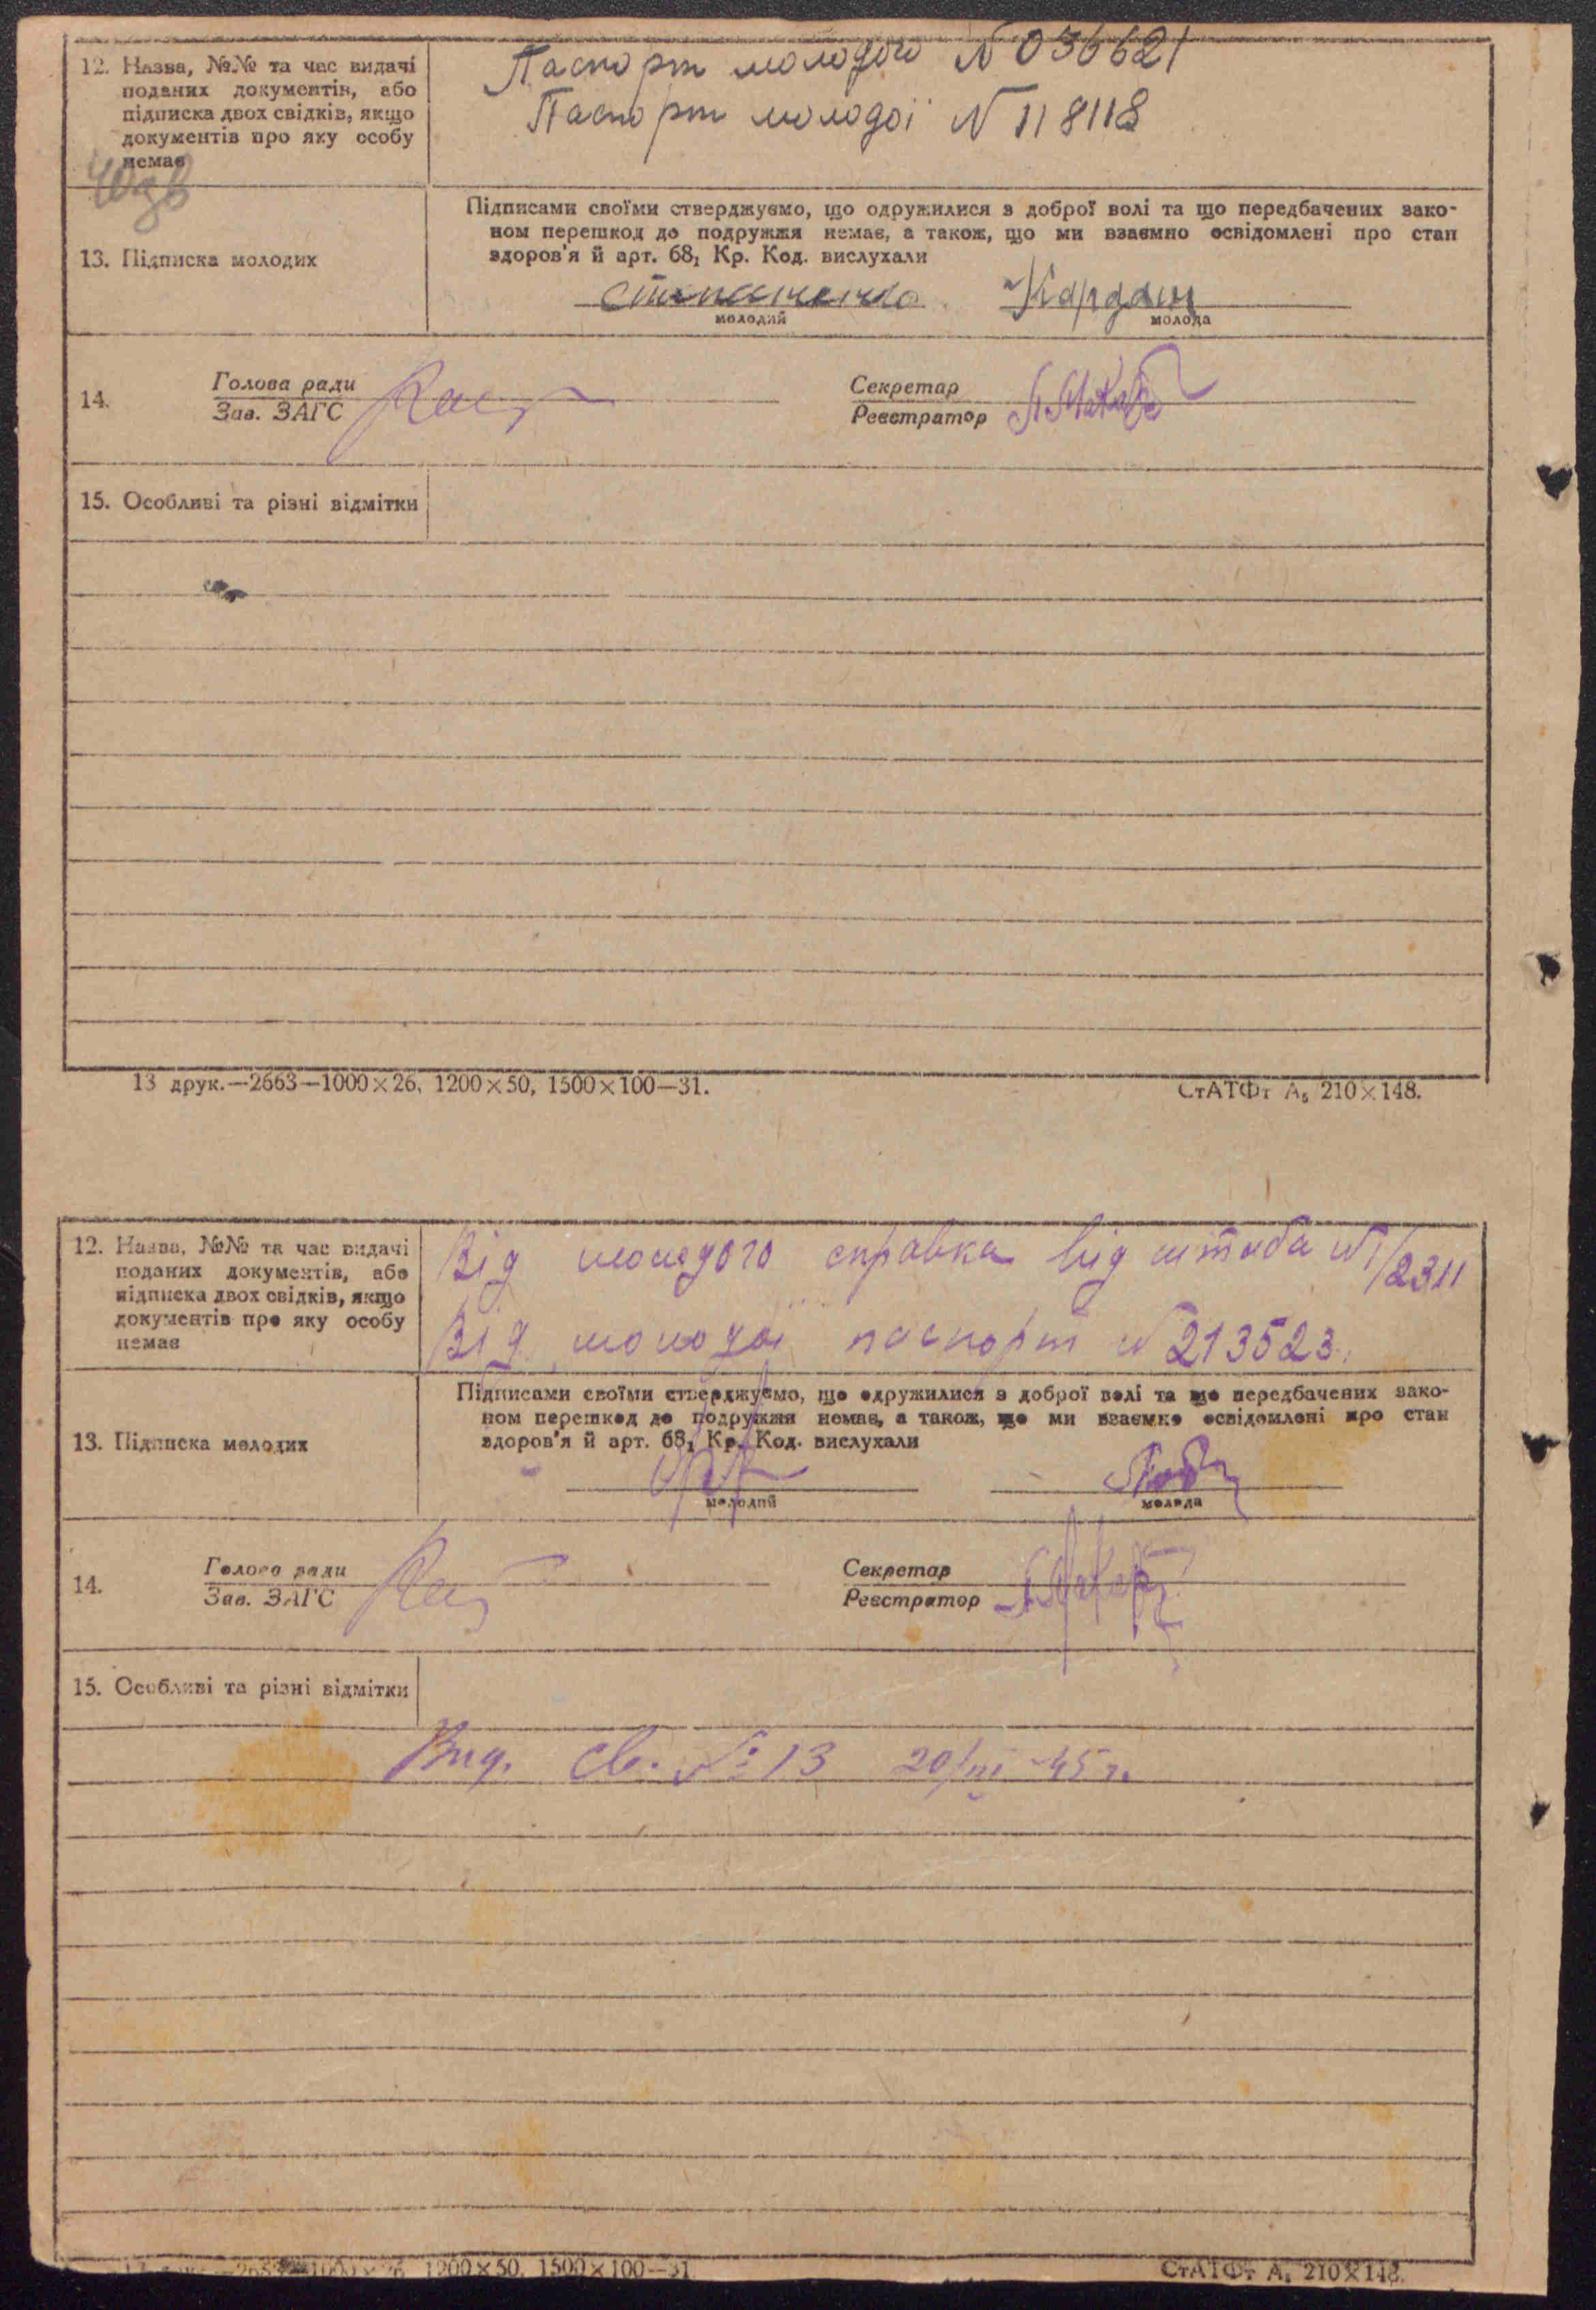 12. Назва, №№ та час видачі
поданих документів, або
підписка двох свідків, якщо
документів про яку особу
немає
Паспорт молодого N 036621
Паспорт молодої N 118118
13. Підписка молодих
Підписами своїми стверджуємо, що одружилися з доброї волі та що передбачених зако-
ном перешкод до подружжя немає, а також, що ми взаємно освідомлені про стан
здоров'я й арт. 68₁ Кр. Код. вислухали
Степаненко Кардаш
молодий молода
14. Голова ради Секретар
Зав. ЗАГС Реєстратор
15. Особливі та різні відмітки
13 друк.—2663—1000×26, 1200×50, 1500×100—31. СтАТФт А₅ 210×148.
12. Назва, №№ та час видачі
поданих документів, або
підписка двох свідків, якщо
документів про яку особу
немає
Від молодого справка від штаба N 1/2311
Від молодої паспорт N 213523.
13. Підписка молодих
Підписами своїми стверджуємо, що одружилися з доброї волі та що передбачених зако-
ном перешкод до подружжя немає, а також, що ми взаємно освідомлені про стан
здоров'я й арт. 68₁ Кр. Код. вислухали
молодий молода
14. Голова ради Секретар
Зав. ЗАГС Реєстратор
15. Особливі та різні відмітки
Вид. св. № 13 20/VII-45 г.
1200×50, 1500×100—31 СтАТФт А₅ 210×148.